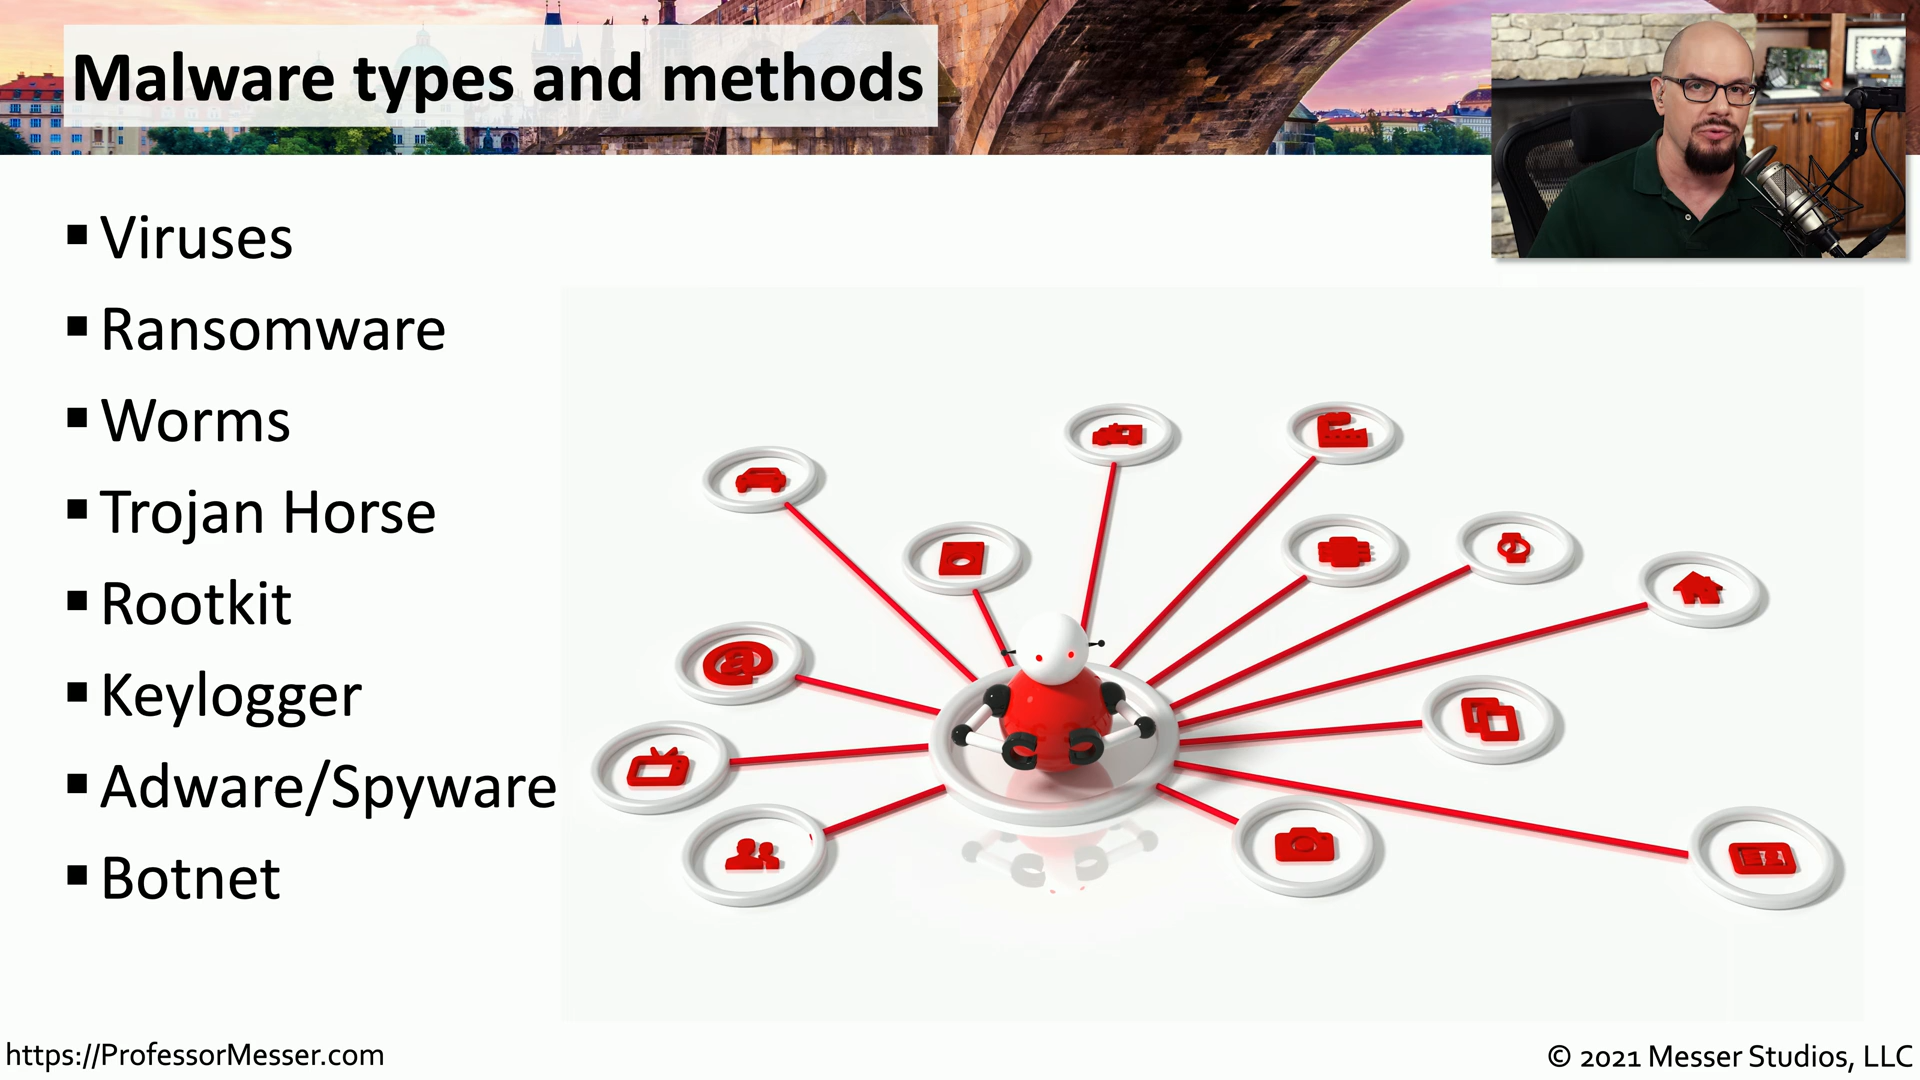 Malware types and methods
Viruses
Ransomware
Worms
Trojan Horse
Rootkit
Keylogger
Adware/Spyware
Botnet
@
https://ProfessorMesser.com
© 2021 Messer Studios, LLC